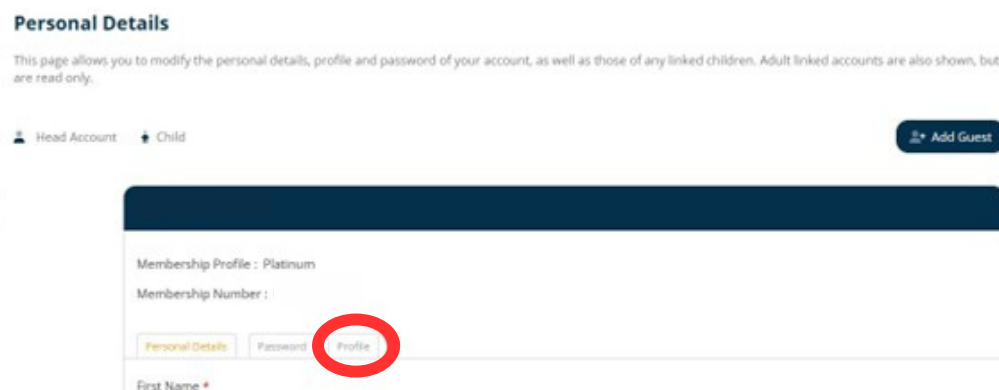 Personal Details
This page allows you to modify the personal details, profile and password of your account, as well as those of any linked children. Adult linked accounts are also shown, but
are read only.
Head Account Child
Add Guest
Membership Profile : Platinum
Membership Number :
Personal Details Password Profile
First Name *